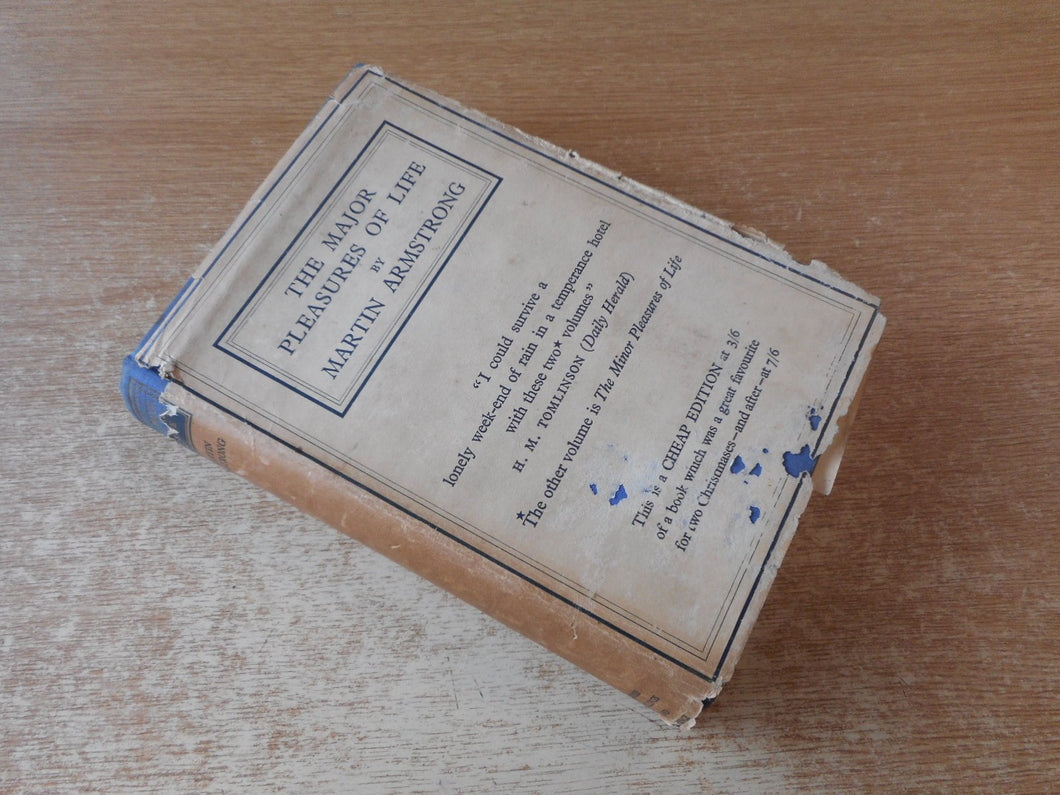 THE MAJOR
PLEASURES OF LIFE
BY
MARTIN ARMSTRONG
"I could survive a
lonely week-end of rain in a temperance hotel
with these two* volumes"
H. M. TOMLINSON (Daily Herald)
*The other volume is The Minor Pleasures of Life
This is a CHEAP EDITION at 3/6
of a book which was a great favourite
for two Christmases—and after—at 7/6